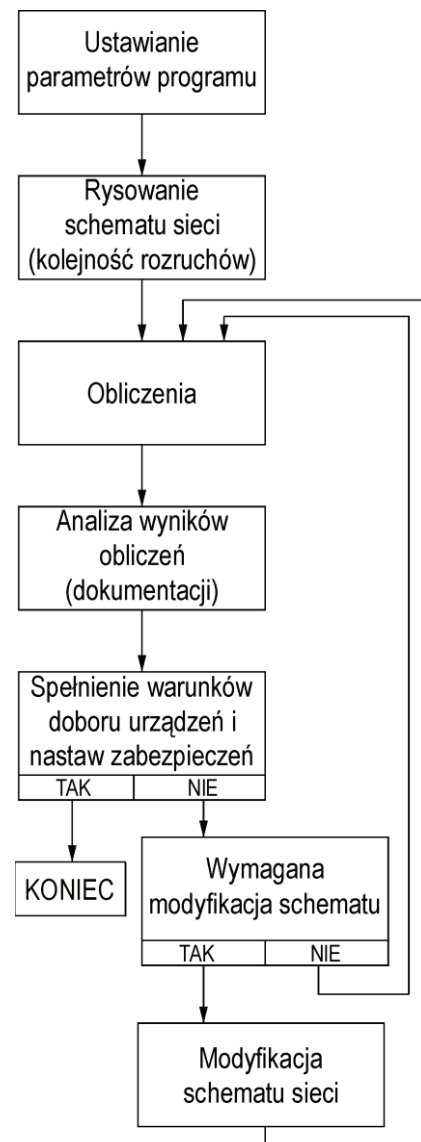 Ustawianie
parametrów programu
Rysowanie
schematu sieci
(kolejność rozruchów)
Obliczenia
Analiza wyników
obliczeń
(dokumentacji)
Spełnienie warunków
doboru urządzeń i
nastaw zabezpieczeń
TAK NIE
KONIEC
Wymagana
modyfikacja schematu
TAK NIE
Modyfikacja
schematu sieci